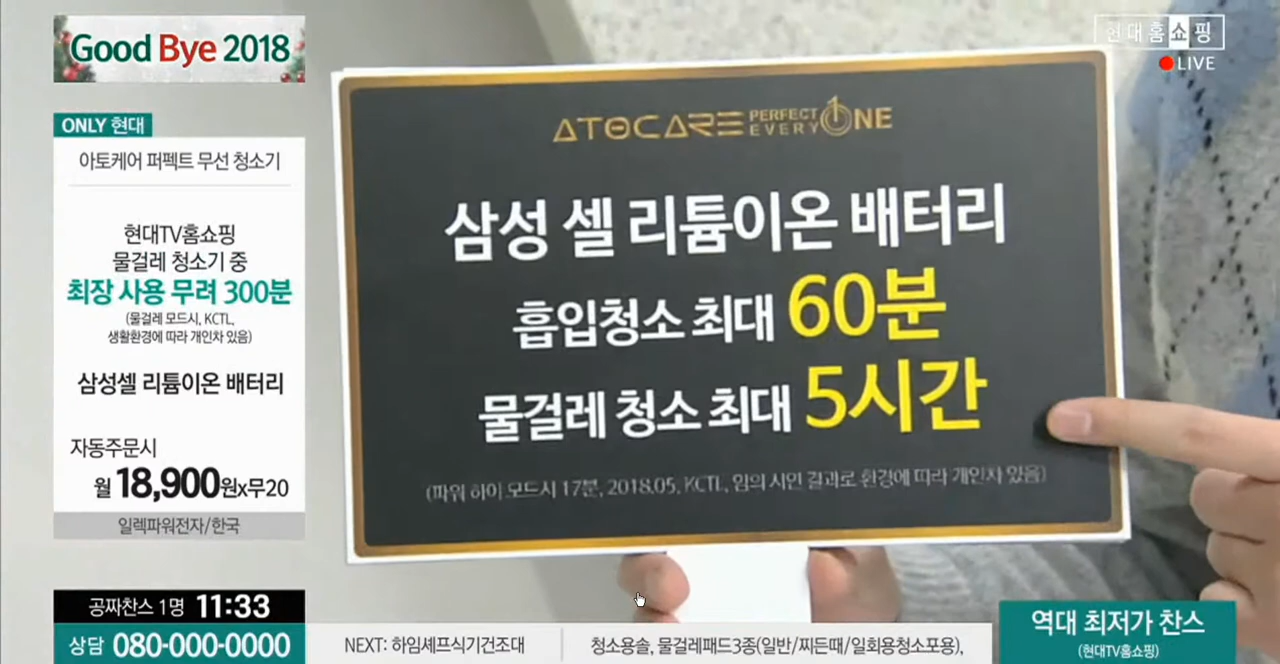 Good Bye 2018
ONLY 현대
아토케어 퍼펙트 무선 청소기
현대TV홈쇼핑
물걸레 청소기 중
최장 사용 무려 300분
(물걸레 모드시, KCTL,
생활환경에 따라 개인차 있음)
삼성셀 리튬이온 배터리
자동주문시
월 18,900원x무20
일렉파워전자/한국
공짜찬스 1명 11:33
상담 080-000-0000
현대홈쇼핑
LIVE
ATOCARE PERFECT EVERY ONE
삼성 셀 리튬이온 배터리
흡입청소 최대 60분
물걸레 청소 최대 5시간
(파워 하이 모드시 17분, 2018.05, KCTL, 임의 시인 결과로 환경에 따라 개인차 있음)
NEXT: 하임셰프식기건조대
청소용솔, 물걸레패드3종(일반/찌든때/일회용청소포용),
역대 최저가 찬스
(현대TV홈쇼핑)